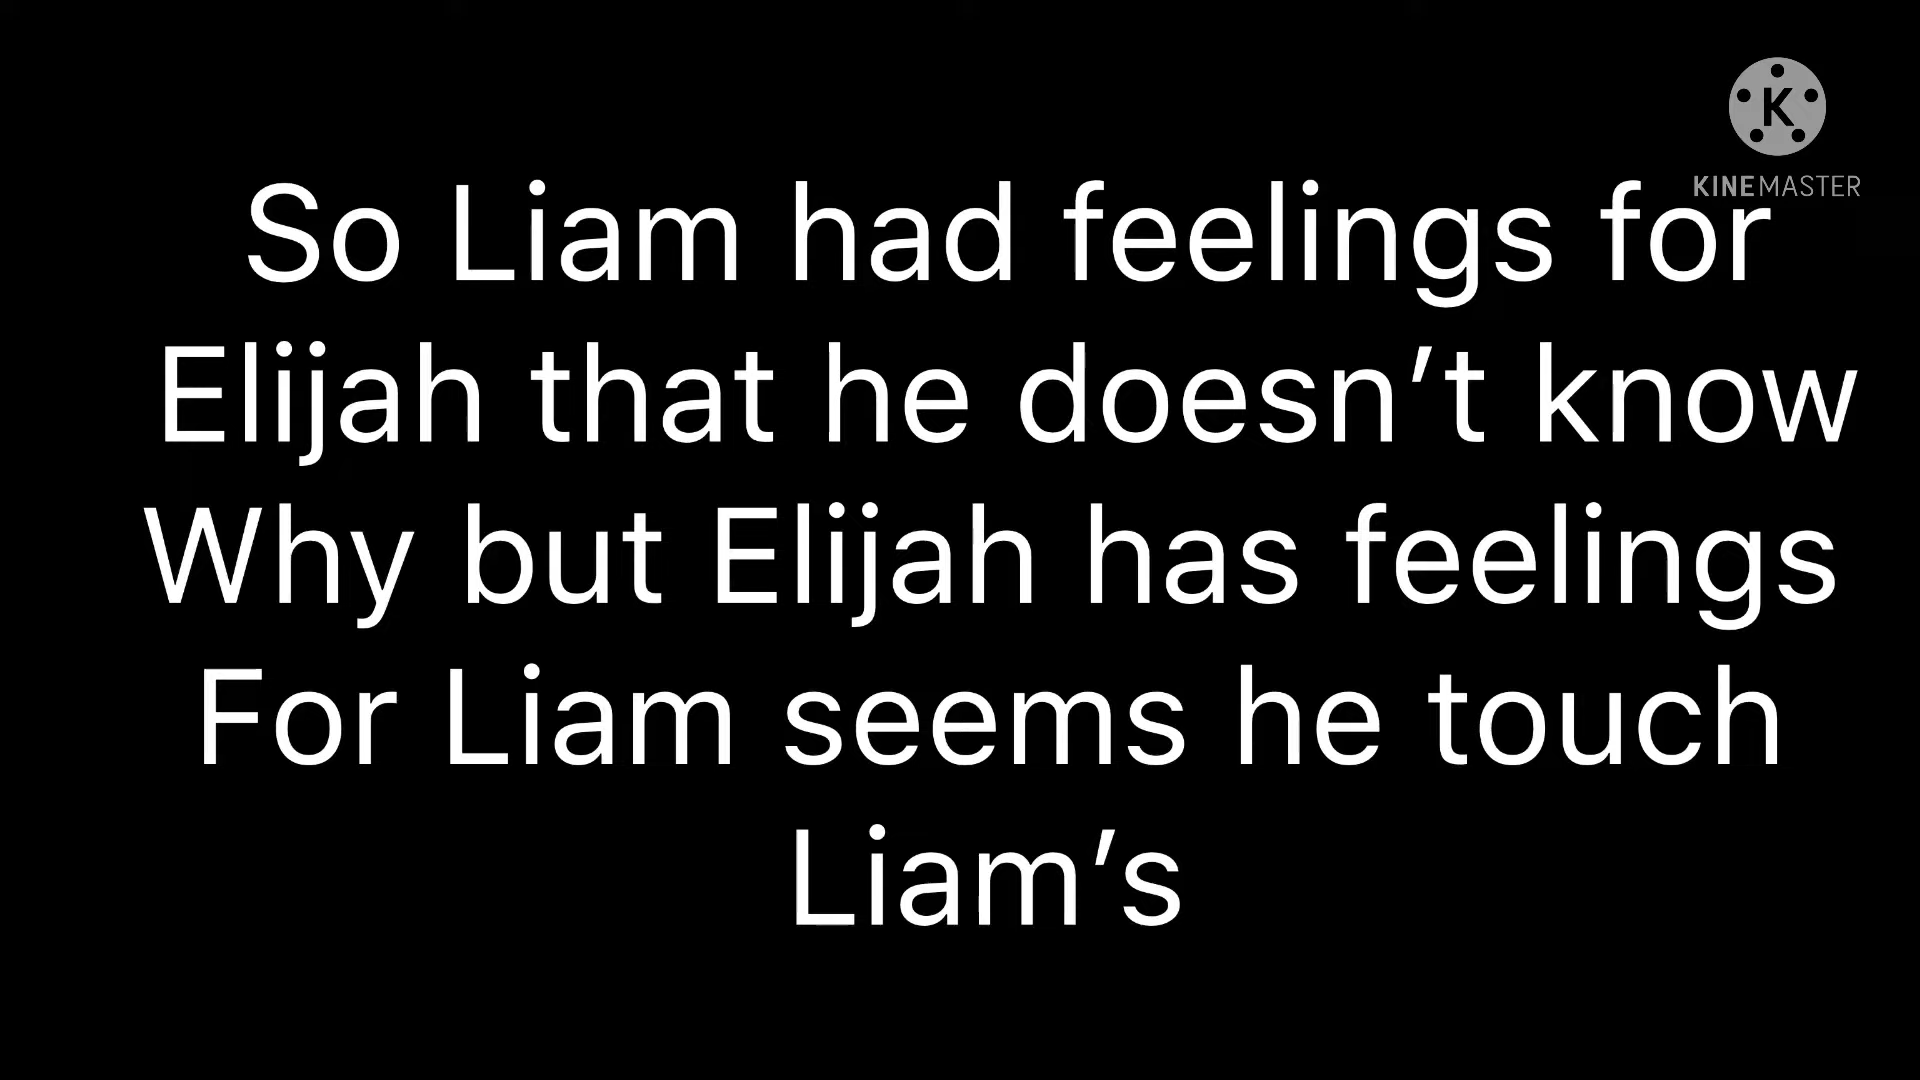 K
KINEMASTER
So Liam had feelings for
Elijah that he doesn’t know
Why but Elijah has feelings
For Liam seems he touch
Liam’s